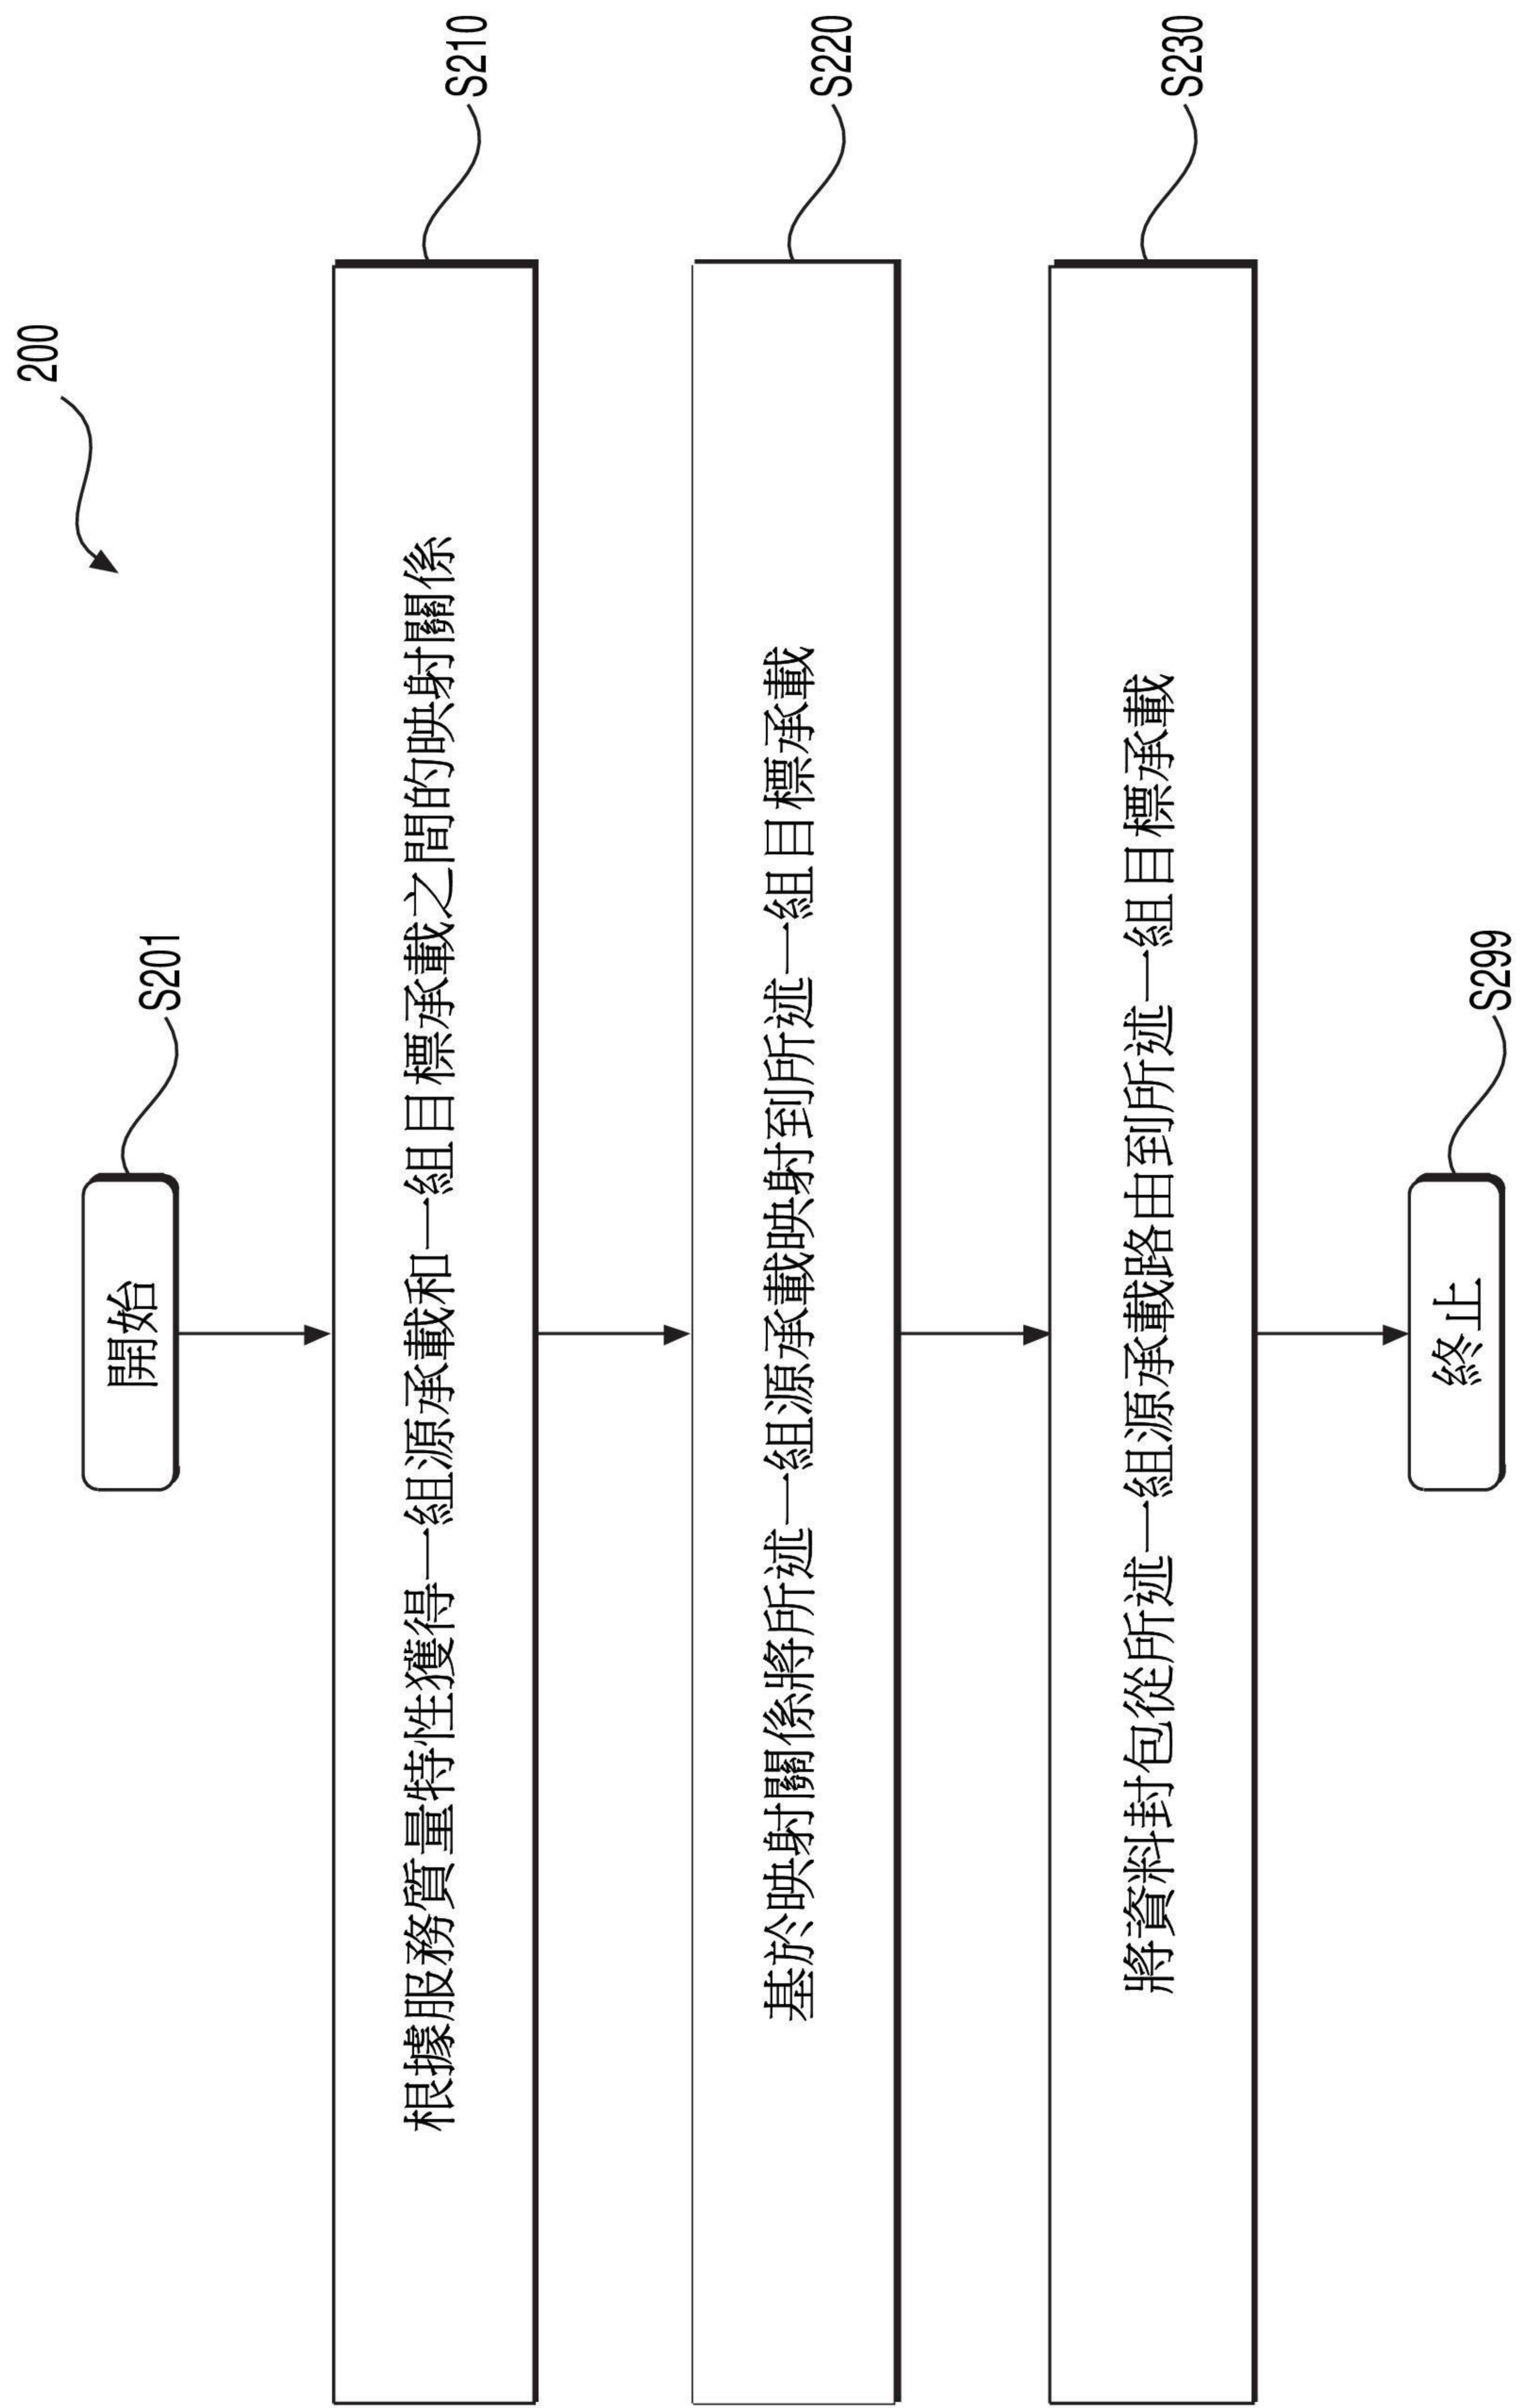 200
S201
開始
S210
根據服務質量特性獲得一組源承載和一組目標承載之間的映射關係
S220
基於映射關係將所述一組源承載映射到所述一組目標承載
S230
將資料封包從所述一組源承載路由到所述一組目標承載
S299
終止